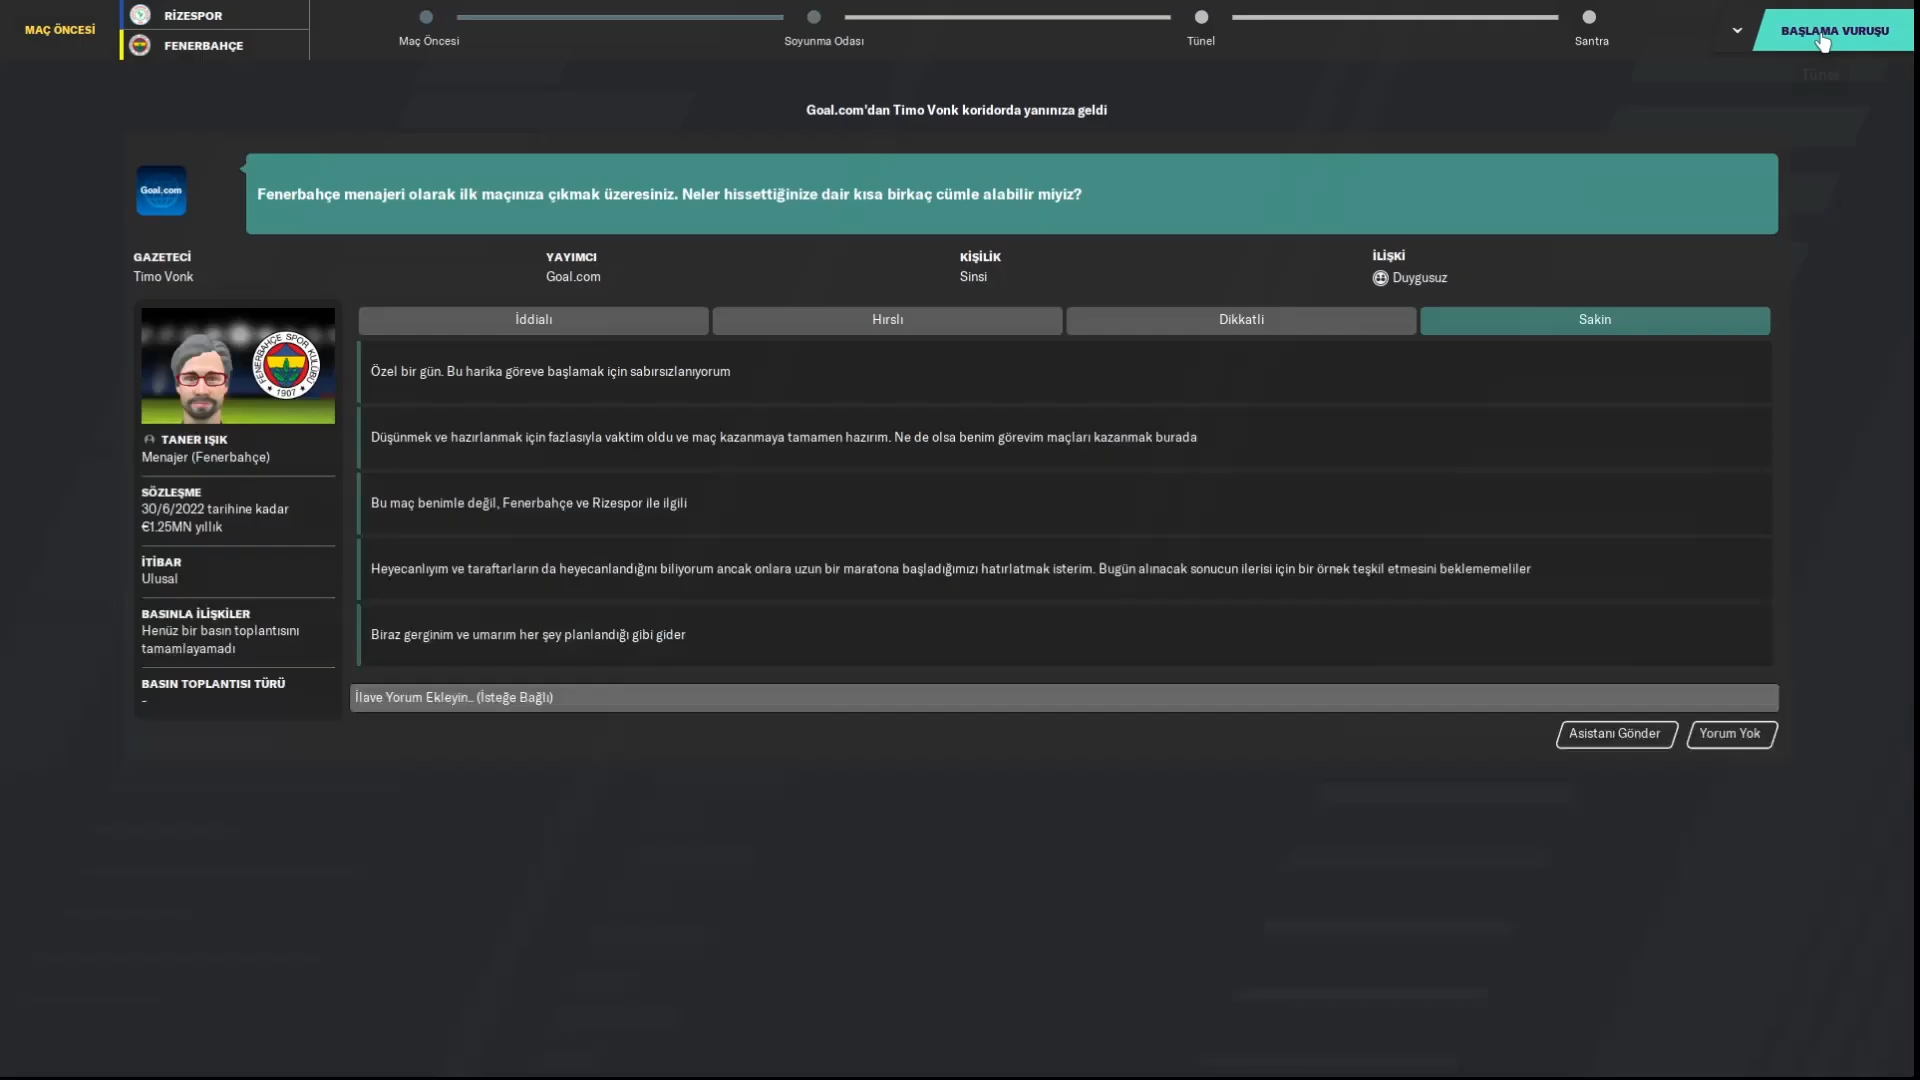 MAÇ ÖNCESİ
RİZESPOR
FENERBAHÇE
Maç Öncesi
Soyunma Odası
Tünel
Santra
BAŞLAMA VURUŞU
Tünel
Goal.com'dan Timo Vonk koridorda yanınıza geldi
Goal.com
Fenerbahçe menajeri olarak ilk maçınıza çıkmak üzeresiniz. Neler hissettiğinize dair kısa birkaç cümle alabilir miyiz?
GAZETECİ
Timo Vonk
YAYIMCI
Goal.com
KİŞİLİK
Sinsi
İLİŞKİ
Duygusuz
İddialı
Hırslı
Dikkatli
Sakin
FENERBAHÇE SPOR KULÜBÜ
1907
TANER IŞIK
Menajer (Fenerbahçe)
SÖZLEŞME
30/6/2022 tarihine kadar
€1.25MN yıllık
İTİBAR
Ulusal
BASINLA İLİŞKİLER
Henüz bir basın toplantısını
tamamlayamadı
BASIN TOPLANTISI TÜRÜ
-
Özel bir gün. Bu harika göreve başlamak için sabırsızlanıyorum
Düşünmek ve hazırlanmak için fazlasıyla vaktim oldu ve maç kazanmaya tamamen hazırım. Ne de olsa benim görevim maçları kazanmak burada
Bu maç benimle değil, Fenerbahçe ve Rizespor ile ilgili
Heyecanlıyım ve taraftarların da heyecanlandığını biliyorum ancak onlara uzun bir maratona başladığımızı hatırlatmak isterim. Bugün alınacak sonucun ilerisi için bir örnek teşkil etmesini beklememeliler
Biraz gerginim ve umarım her şey planlandığı gibi gider
İlave Yorum Ekleyin.. (İsteğe Bağlı)
Asistanı Gönder
Yorum Yok